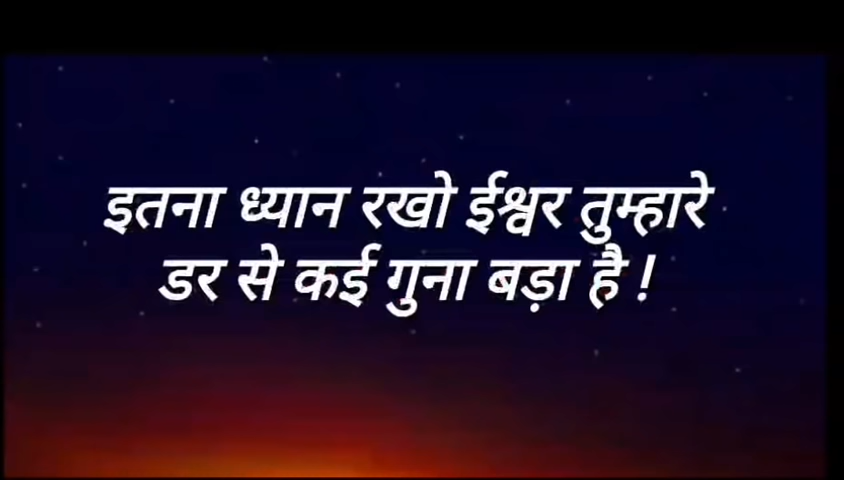 इतना ध्यान रखो ईश्वर तुम्हारे
डर से कई गुना बड़ा है !